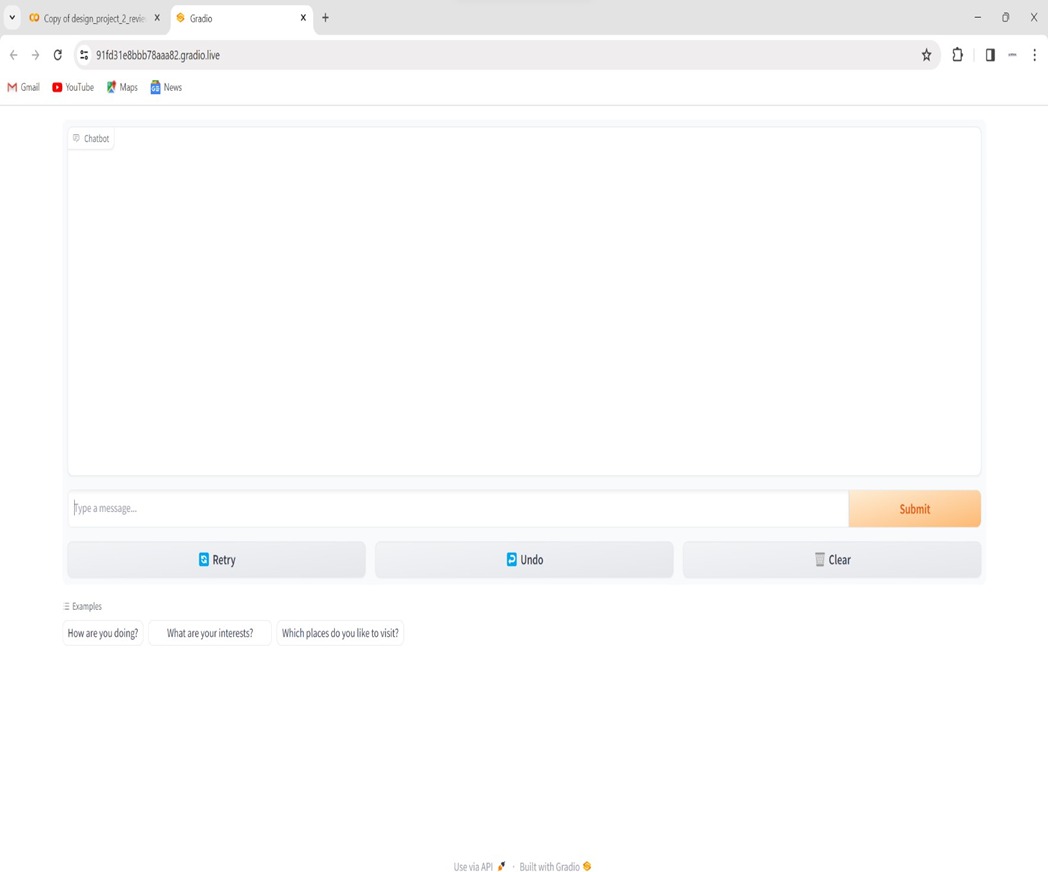 Copy of design_project_2_revie
Gradio
91fd31e8bbb78aaa82.gradio.live
Gmail YouTube Maps News
Chatbot
Type a message...
Submit
Retry Undo Clear
Examples
How are you doing? What are your interests? Which places do you like to visit?
Use via API · Built with Gradio